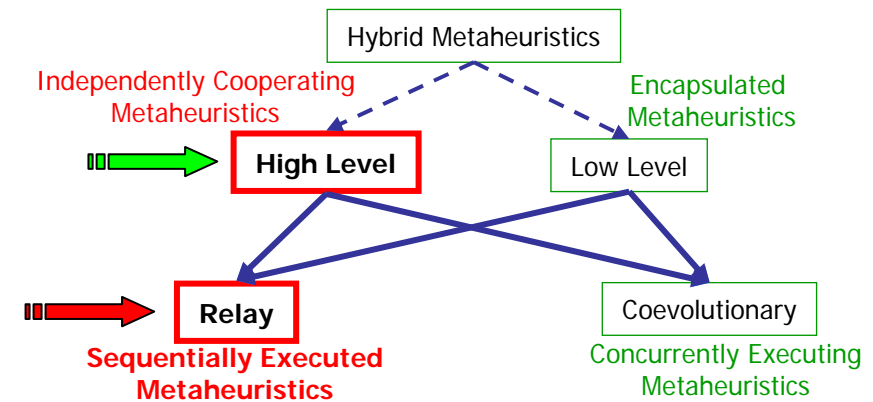 Hybrid Metaheuristics
Independently Cooperating
Metaheuristics
Encapsulated
Metaheuristics
High Level
Low Level
Relay
Coevolutionary
Sequentially Executed
Metaheuristics
Concurrently Executing
Metaheuristics